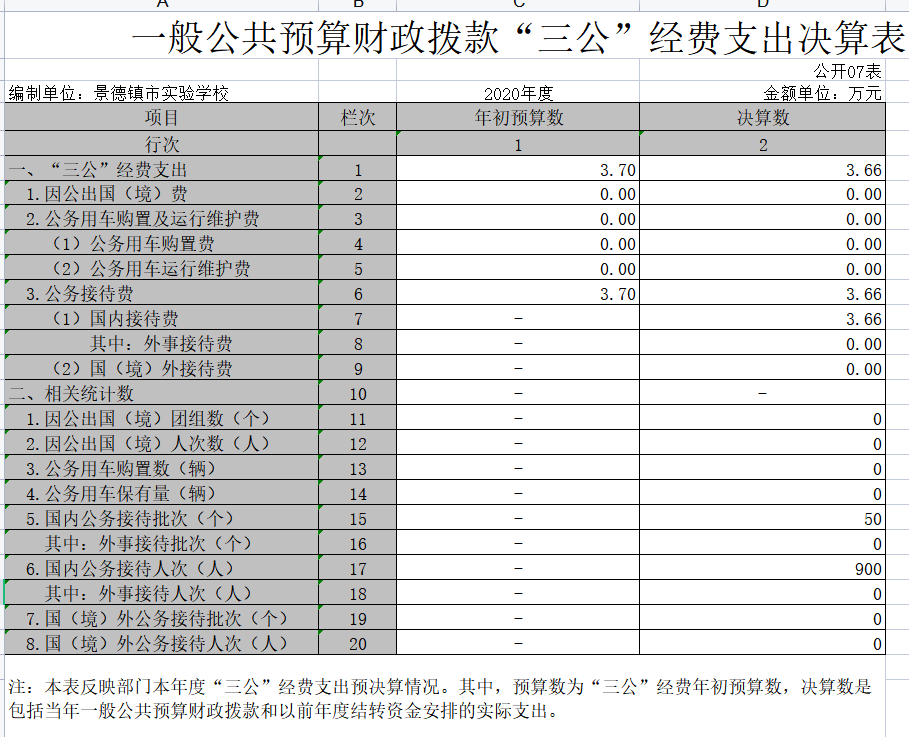 A B C D
一般公共预算财政拨款“三公”经费支出决算表
公开07表
编制单位：景德镇市实验学校 2020年度 金额单位：万元
项目 栏次 年初预算数 决算数
行次 1 2
一、“三公”经费支出 1 3.70 3.66
1.因公出国（境）费 2 0.00 0.00
2.公务用车购置及运行维护费 3 0.00 0.00
（1）公务用车购置费 4 0.00 0.00
（2）公务用车运行维护费 5 0.00 0.00
3.公务接待费 6 3.70 3.66
（1）国内接待费 7 － 3.66
其中：外事接待费 8 － 0.00
（2）国（境）外接待费 9 － 0.00
二、相关统计数 10 － －
1.因公出国（境）团组数（个） 11 － 0
2.因公出国（境）人次数（人） 12 － 0
3.公务用车购置数（辆） 13 － 0
4.公务用车保有量（辆） 14 － 0
5.国内公务接待批次（个） 15 － 50
其中：外事接待批次（个） 16 － 0
6.国内公务接待人次（人） 17 － 900
其中：外事接待人次（人） 18 － 0
7.国（境）外公务接待批次（个） 19 － 0
8.国（境）外公务接待人次（人） 20 － 0
注：本表反映部门本年度“三公”经费支出预决算情况。其中，预算数为“三公”经费年初预算数，决算数是
包括当年一般公共预算财政拨款和以前年度结转资金安排的实际支出。